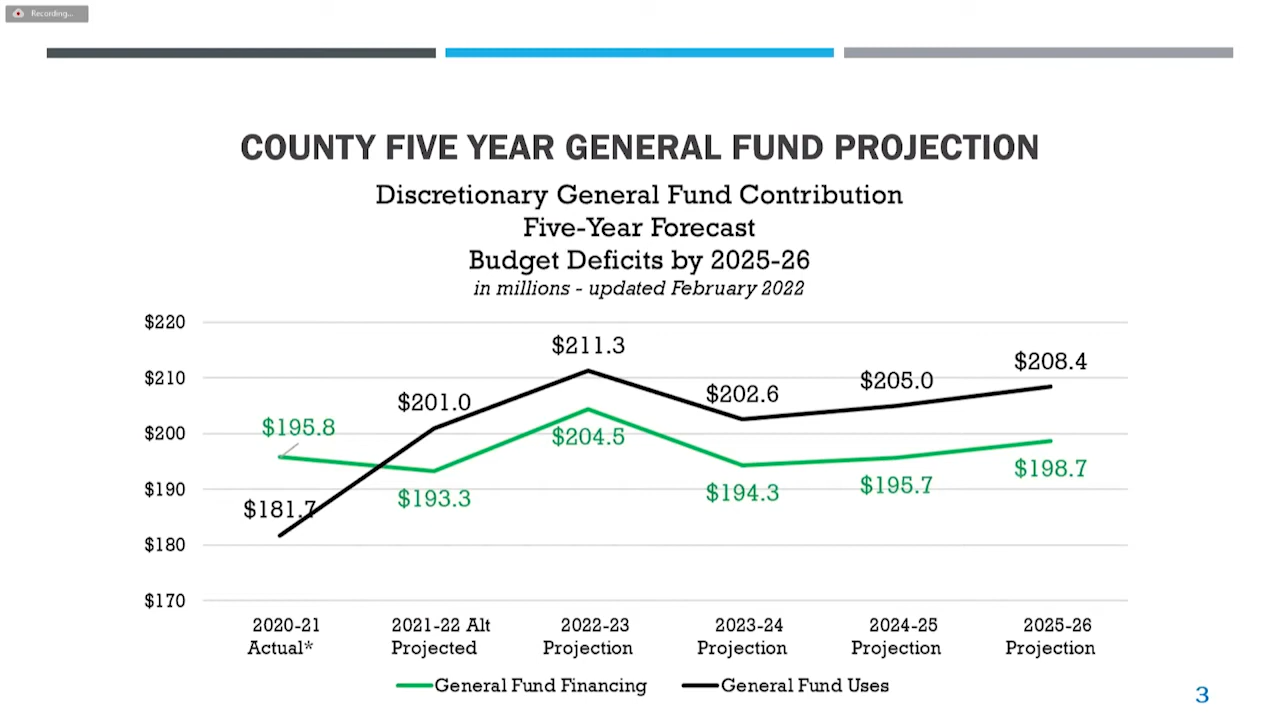 Recording...
COUNTY FIVE YEAR GENERAL FUND PROJECTION
Discretionary General Fund Contribution
Five-Year Forecast
Budget Deficits by 2025-26
in millions - updated February 2022
$220
$210
$200
$190
$180
$170
$195.8
$193.3
$204.5
$194.3
$195.7
$198.7
$181.7
$201.0
$211.3
$202.6
$205.0
$208.4
2020-21
Actual*
2021-22 Alt
Projected
2022-23
Projection
2023-24
Projection
2024-25
Projection
2025-26
Projection
General Fund Financing
General Fund Uses
3